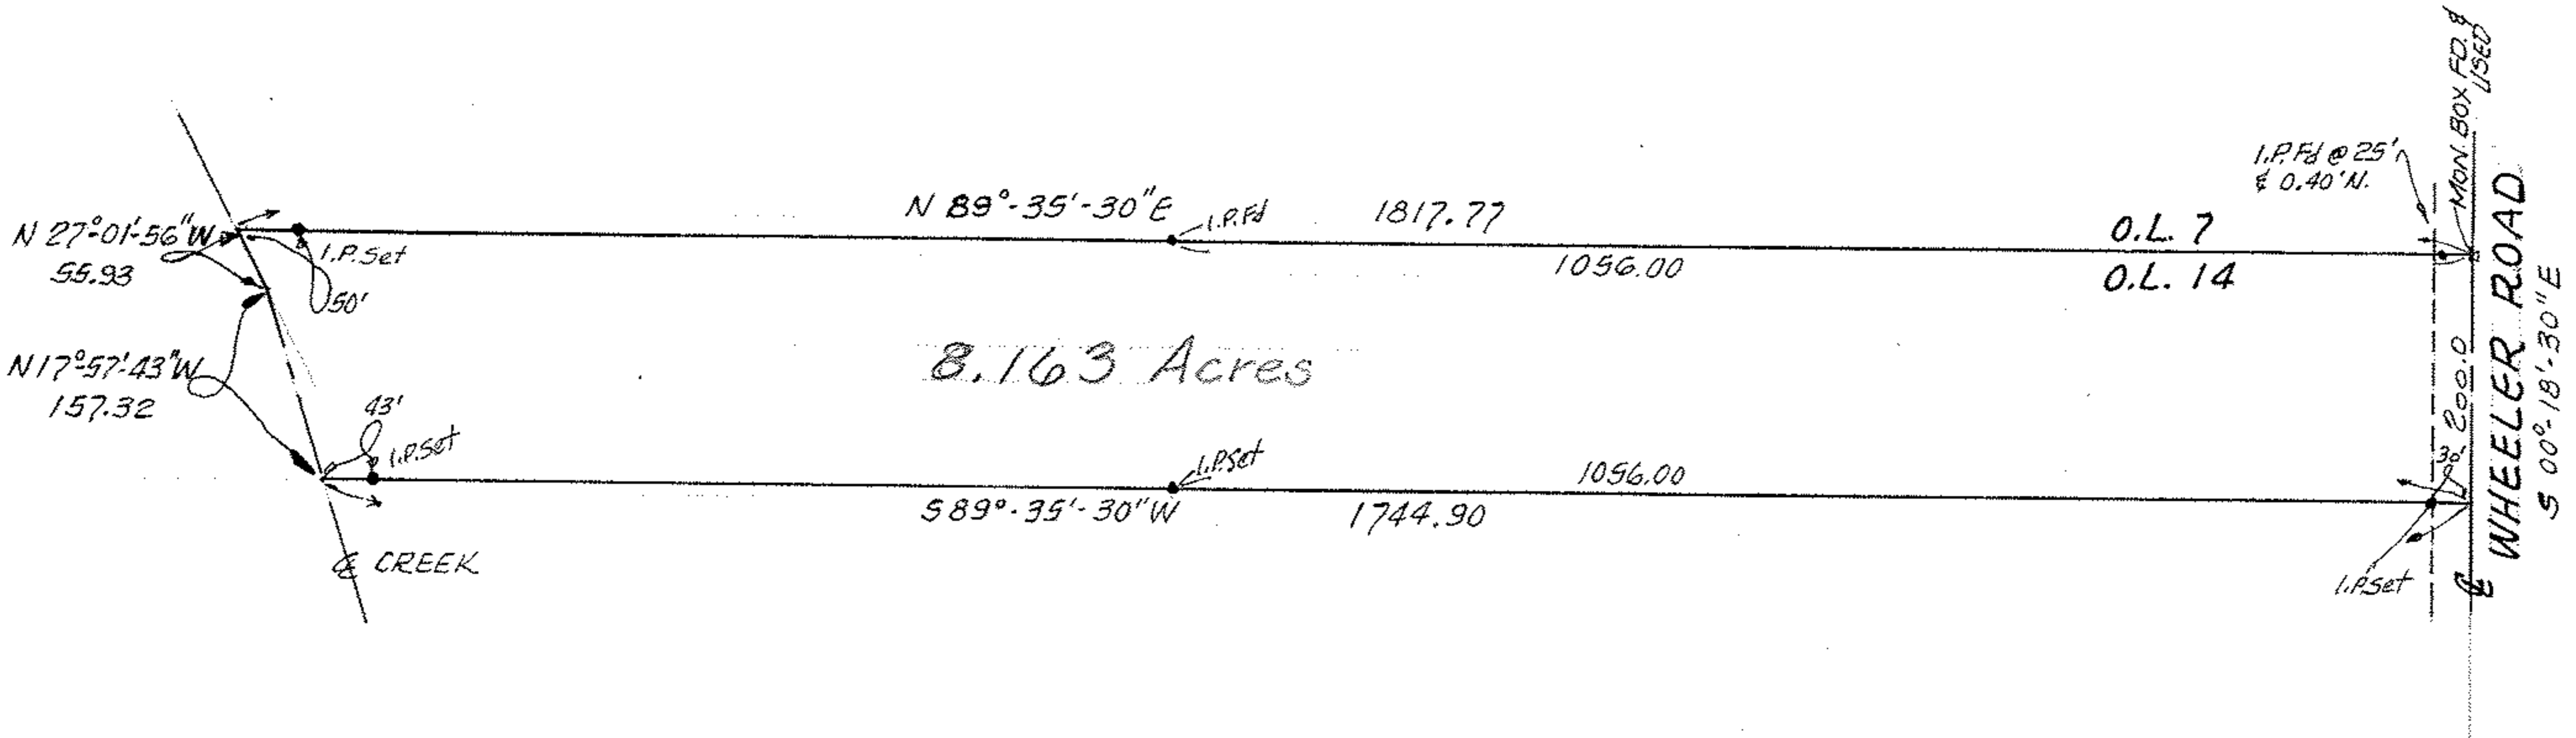 MON. BOX FD. &
USED
I.P. Fd @ 25'
& 0.40' N.
N 89°-35'-30" E
I.P. Fd
1817.77
O.L. 7
N 27°-01'-56" W
55.93
I.P. Set
50'
1056.00
O.L. 14
8.163 Acres
N 17°-57'-43" W
157.32
43'
I.P. Set
I.P. Set
1056.00
S 89°-35'-30" W
1744.90
30'
200.0
WHEELER ROAD
S 00°-18'-30" E
I.P. Set
℄
℄ CREEK